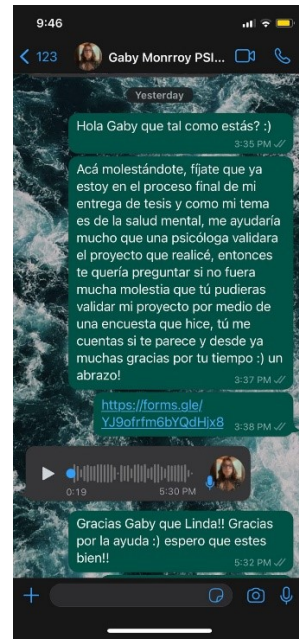 9:46
123
Gaby Monrroy PSI...
Yesterday
Hola Gaby que tal como estás? :)
3:35 PM
Acá molestándote, fíjate que ya
estoy en el proceso final de mi
entrega de tesis y como mi tema
es de la salud mental, me ayudaría
mucho que una psicóloga validara
el proyecto que realicé, entonces
te quería preguntar si no fuera
mucha molestia que tú pudieras
validar mi proyecto por medio de
una encuesta que hice, tú me
cuentas si te parece y desde ya
muchas gracias por tu tiempo :) un
abrazo!
3:37 PM
https://forms.gle/
YJ9ofrfm6bYQdHjx8
3:38 PM
0:19
5:30 PM
Gracias Gaby que Linda!! Gracias
por la ayuda :) espero que estes
bien!!
5:32 PM